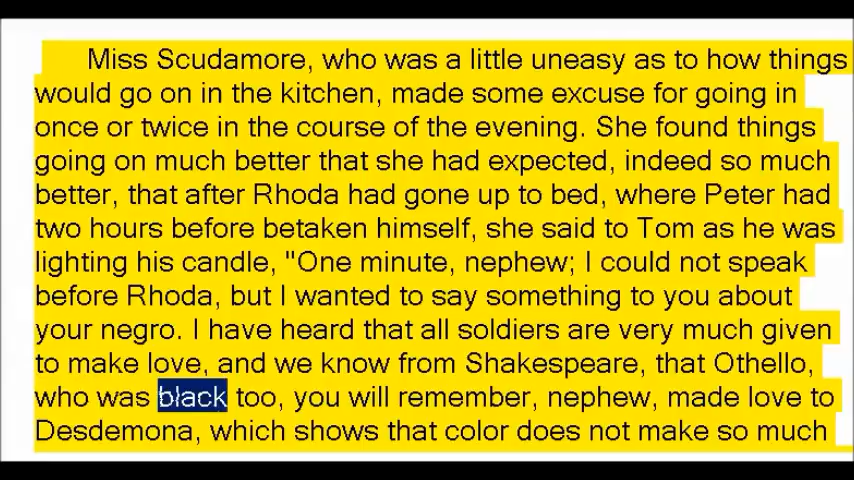 Miss Scudamore, who was a little uneasy as to how things
would go on in the kitchen, made some excuse for going in
once or twice in the course of the evening. She found things
going on much better that she had expected, indeed so much
better, that after Rhoda had gone up to bed, where Peter had
two hours before betaken himself, she said to Tom as he was
lighting his candle, "One minute, nephew; I could not speak
before Rhoda, but I wanted to say something to you about
your negro. I have heard that all soldiers are very much given
to make love, and we know from Shakespeare, that Othello,
who was black too, you will remember, nephew, made love to
Desdemona, which shows that color does not make so much